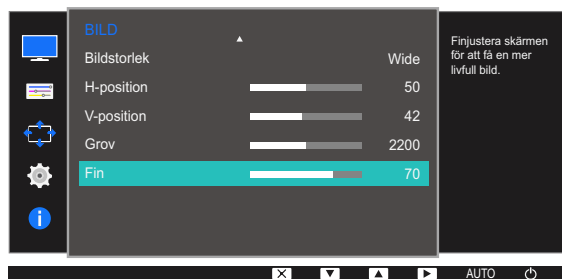 BILD
Bildstorlek Wide
H-position 50
V-position 42
Grov 2200
Fin 70
Finjustera skärmen
för att få en mer
livfull bild.
AUTO